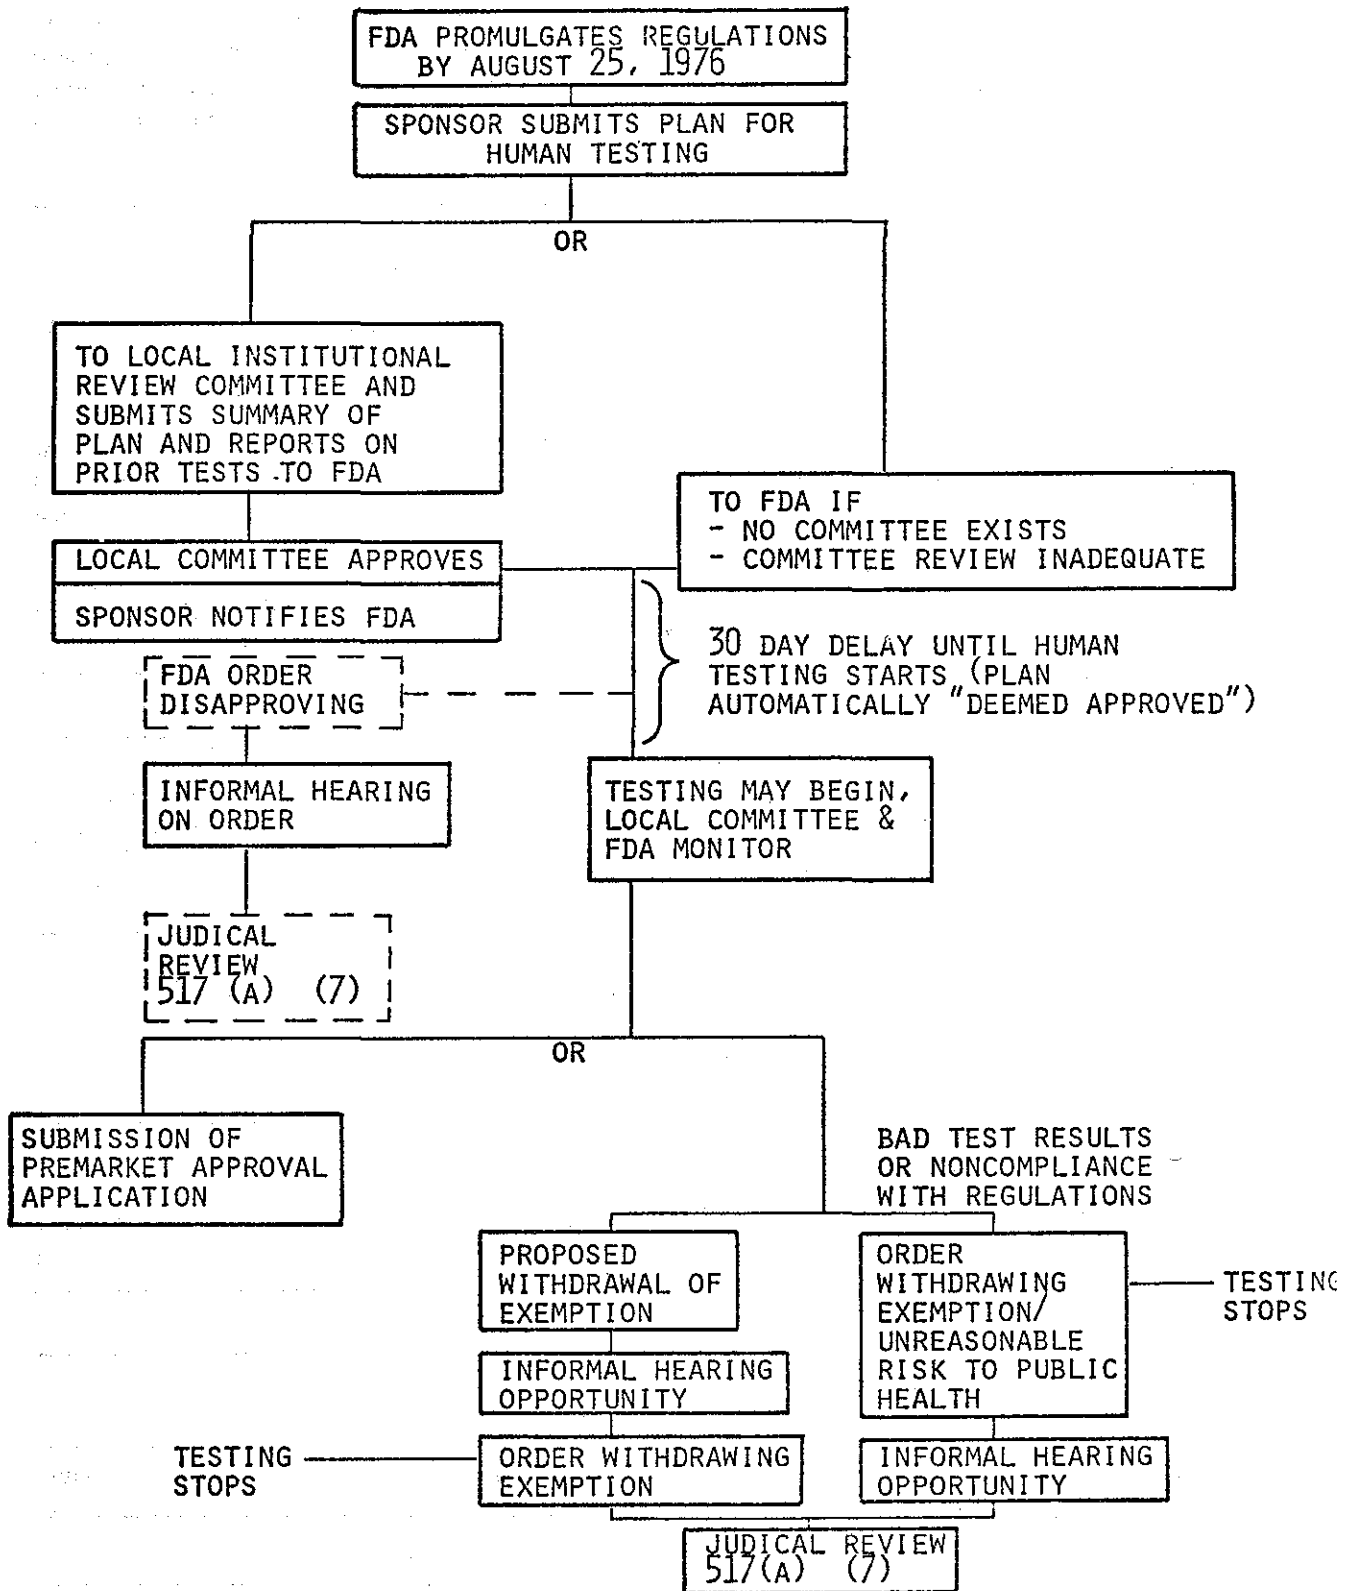 FDA PROMULGATES REGULATIONS
BY AUGUST 25, 1976
SPONSOR SUBMITS PLAN FOR
HUMAN TESTING
OR
TO LOCAL INSTITUTIONAL
REVIEW COMMITTEE AND
SUBMITS SUMMARY OF
PLAN AND REPORTS ON
PRIOR TESTS TO FDA
TO FDA IF
- NO COMMITTEE EXISTS
- COMMITTEE REVIEW INADEQUATE
LOCAL COMMITTEE APPROVES
SPONSOR NOTIFIES FDA
30 DAY DELAY UNTIL HUMAN
TESTING STARTS (PLAN
AUTOMATICALLY "DEEMED APPROVED")
FDA ORDER
DISAPPROVING
INFORMAL HEARING
ON ORDER
TESTING MAY BEGIN,
LOCAL COMMITTEE &
FDA MONITOR
JUDICAL
REVIEW
517 (A) (7)
OR
SUBMISSION OF
PREMARKET APPROVAL
APPLICATION
BAD TEST RESULTS
OR NONCOMPLIANCE
WITH REGULATIONS
PROPOSED
WITHDRAWAL OF
EXEMPTION
ORDER
WITHDRAWING
EXEMPTION/
UNREASONABLE
RISK TO PUBLIC
HEALTH
TESTING
STOPS
INFORMAL HEARING
OPPORTUNITY
TESTING
STOPS
ORDER WITHDRAWING
EXEMPTION
INFORMAL HEARING
OPPORTUNITY
JUDICAL REVIEW
517(A) (7)